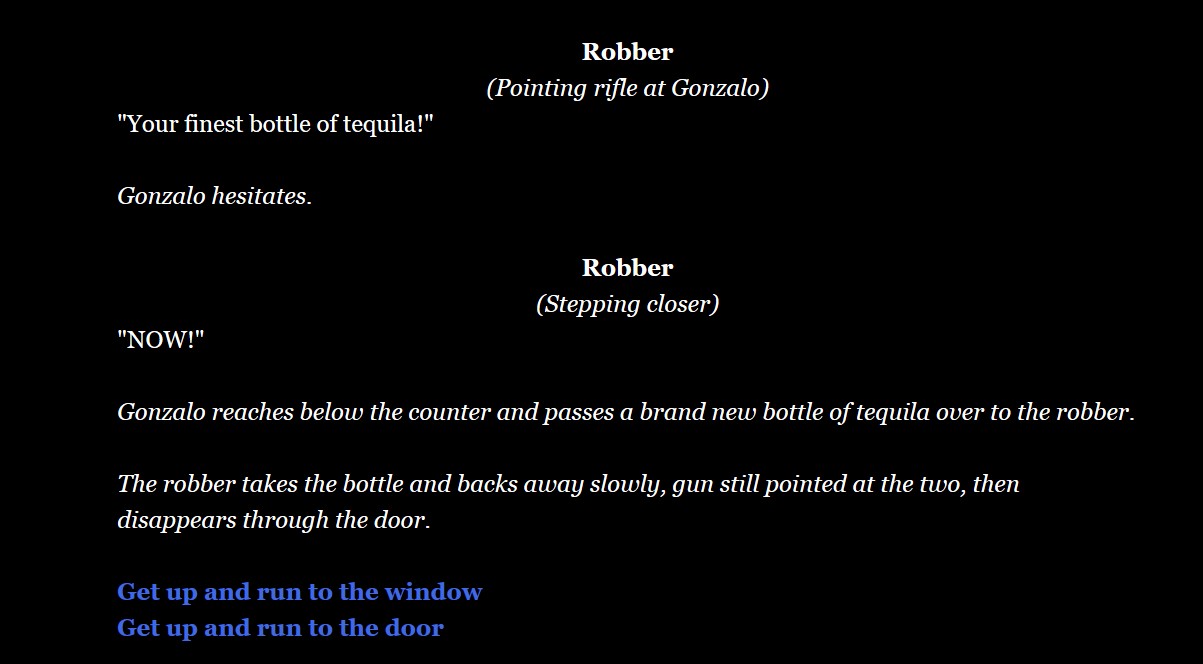 Robber
(Pointing rifle at Gonzalo)
"Your finest bottle of tequila!"
Gonzalo hesitates.
Robber
(Stepping closer)
"NOW!"
Gonzalo reaches below the counter and passes a brand new bottle of tequila over to the robber.
The robber takes the bottle and backs away slowly, gun still pointed at the two, then
disappears through the door.
Get up and run to the window
Get up and run to the door